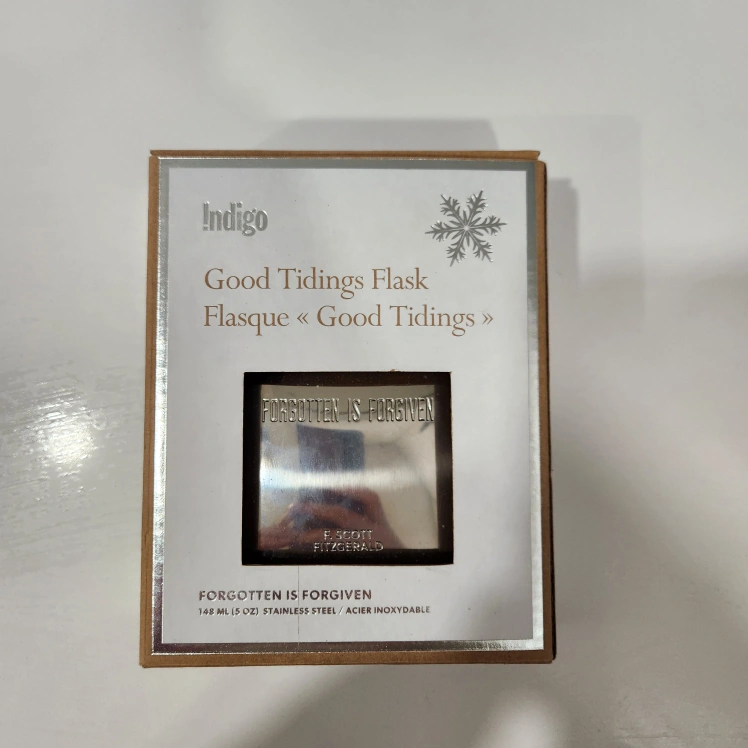 Indigo
Good Tidings Flask
Flasque « Good Tidings »
FORGOTTEN IS FORGIVEN
F. SCOTT
FITZGERALD
FORGOTTEN IS FORGIVEN
148 ML (5 OZ) STAINLESS STEEL / ACIER INOXYDABLE